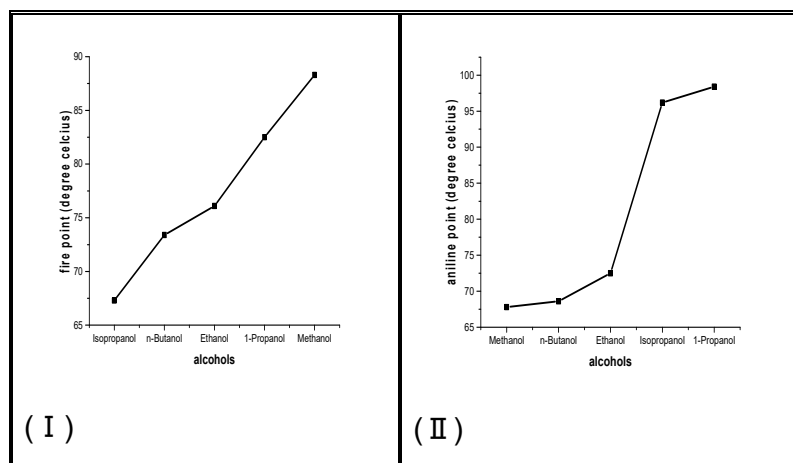 90
85
80
75
70
65
fire point (degree celcius)
Isopropanol n-Butanol Ethanol 1-Propanol Methanol
alcohols
(I)
100
95
90
85
80
75
70
65
aniline point (degree celcius)
Methanol n-Butanol Ethanol Isopropanol 1-Propanol
alcohols
(II)